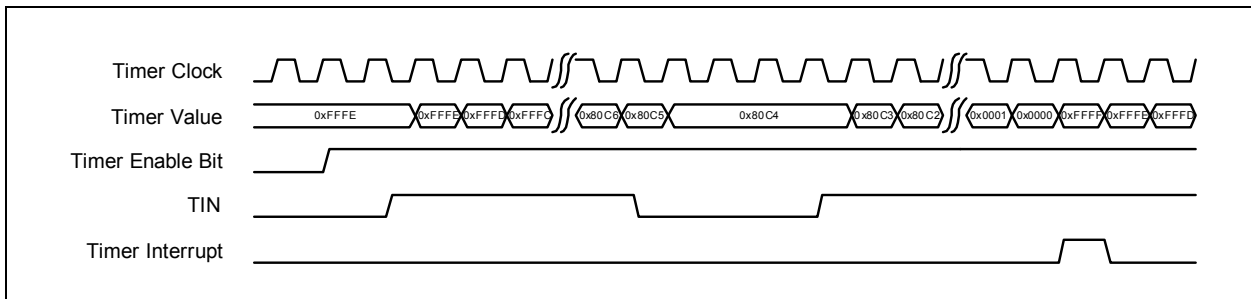 Timer Clock
Timer Value
0xFFFE 0xFFFE 0xFFFD 0xFFFC 0x80C6 0x80C5 0x80C4 0x80C3 0x80C2 0x0001 0x0000 0xFFFF 0xFFFE 0xFFFD
Timer Enable Bit
TIN
Timer Interrupt